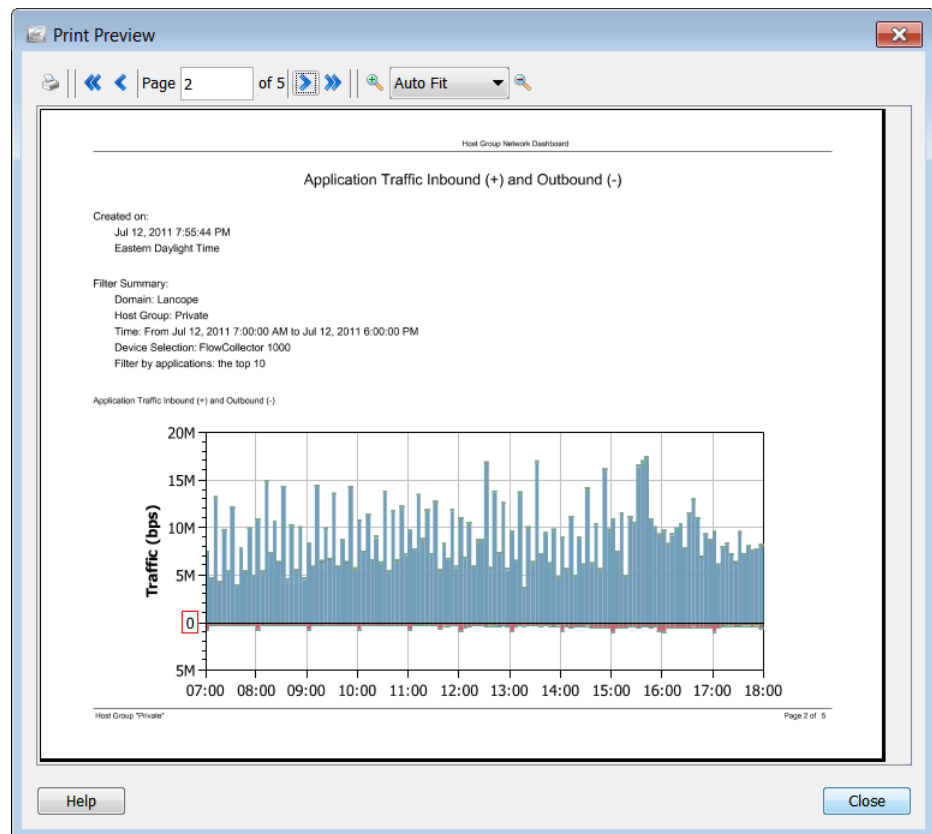 Print Preview
Page 2 of 5 Auto Fit
Host Group Network Dashboard
Application Traffic Inbound (+) and Outbound (-)
Created on:
Jul 12, 2011 7:55:44 PM
Eastern Daylight Time
Filter Summary:
Domain: Lancope
Host Group: Private
Time: From Jul 12, 2011 7:00:00 AM to Jul 12, 2011 6:00:00 PM
Device Selection: FlowCollector 1000
Filter by applications: the top 10
Application Traffic Inbound (+) and Outbound (-)
Traffic (bps)
20M
15M
10M
5M
0
5M
07:00 08:00 09:00 10:00 11:00 12:00 13:00 14:00 15:00 16:00 17:00 18:00
Host Group "Private" Page 2 of 5
Help Close